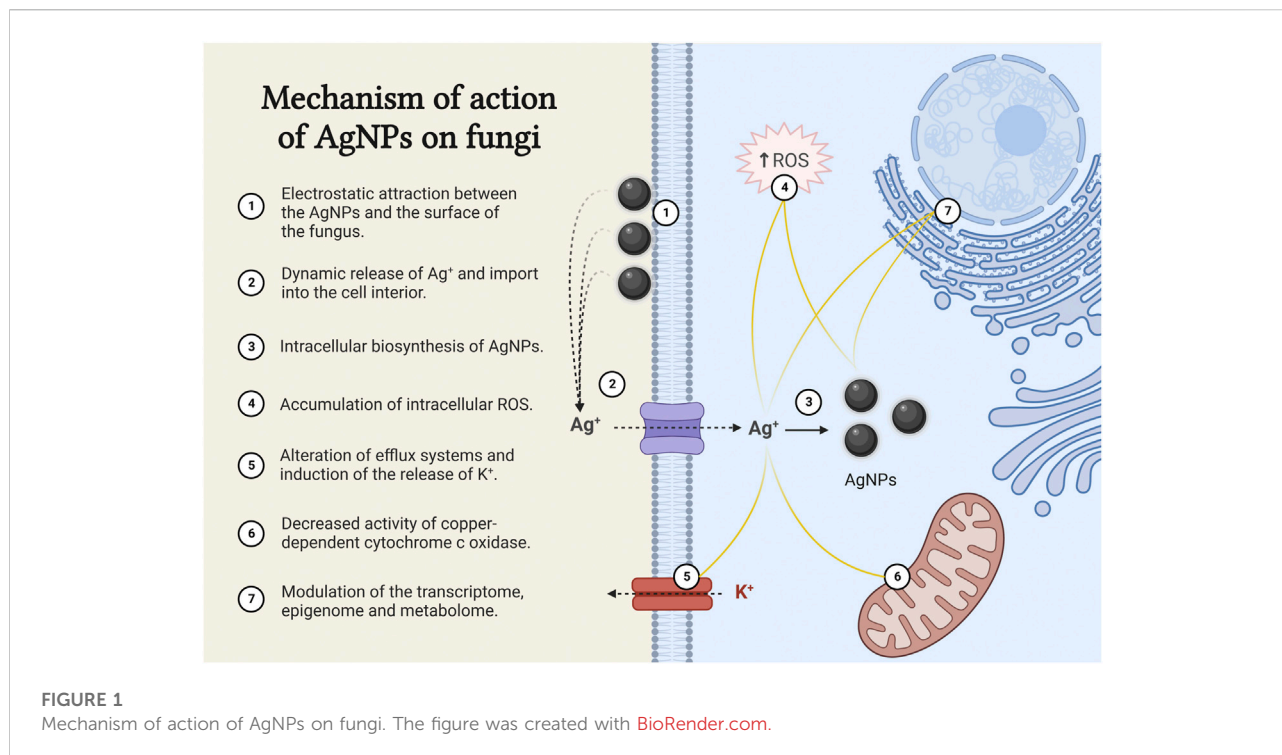 Mechanism of action
of AgNPs on fungi
1 Electrostatic attraction between
the AgNPs and the surface of
the fungus.
2 Dynamic release of Ag⁺ and import
into the cell interior.
3 Intracellular biosynthesis of AgNPs.
4 Accumulation of intracellular ROS.
5 Alteration of efflux systems and
induction of the release of K⁺.
6 Decreased activity of copper-
dependent cytochrome c oxidase.
7 Modulation of the transcriptome,
epigenome and metabolome.
1
2
Ag⁺
↑ ROS
4
7
3
Ag⁺
AgNPs
5
K⁺
6
FIGURE 1
Mechanism of action of AgNPs on fungi. The figure was created with BioRender.com.